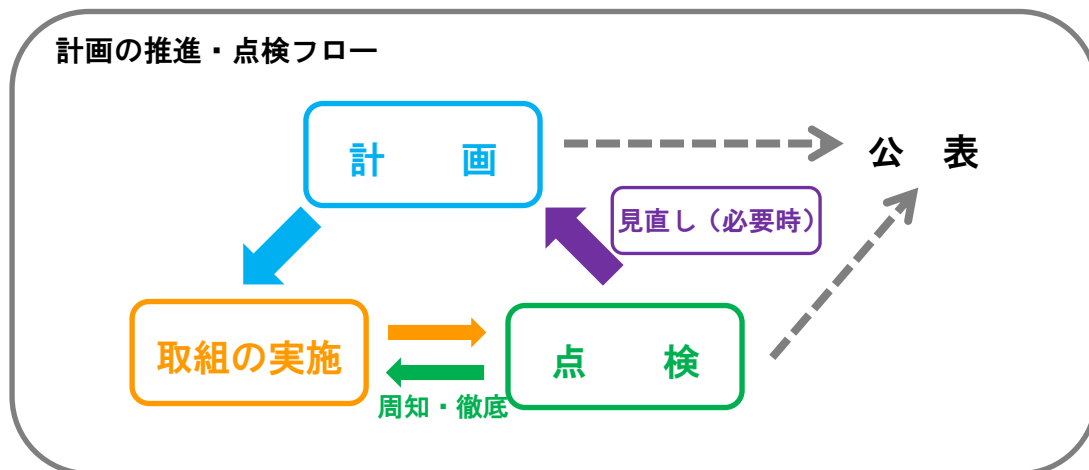 計画の推進・点検フロー
計　画
公　表
見直し（必要時）
取組の実施
点　検
周知・徹底